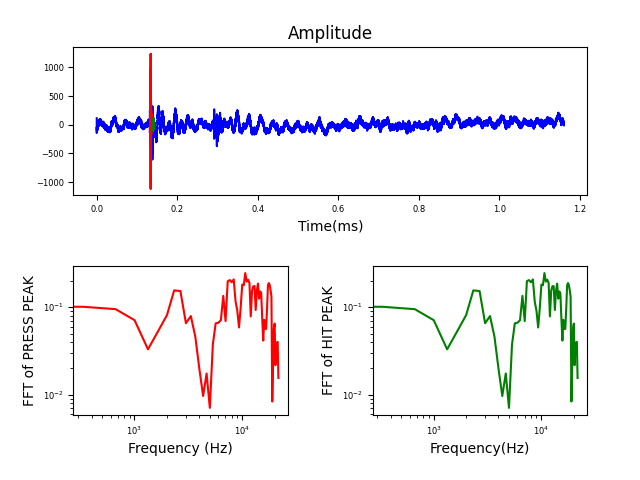 Amplitude
1000
500
0
−500
−1000
0.0 0.2 0.4 0.6 0.8 1.0 1.2
Time(ms)
FFT of PRESS PEAK
10⁻¹
10⁻²
10³ 10⁴
Frequency (Hz)
FFT of HIT PEAK
10⁻¹
10⁻²
10³ 10⁴
Frequency(Hz)